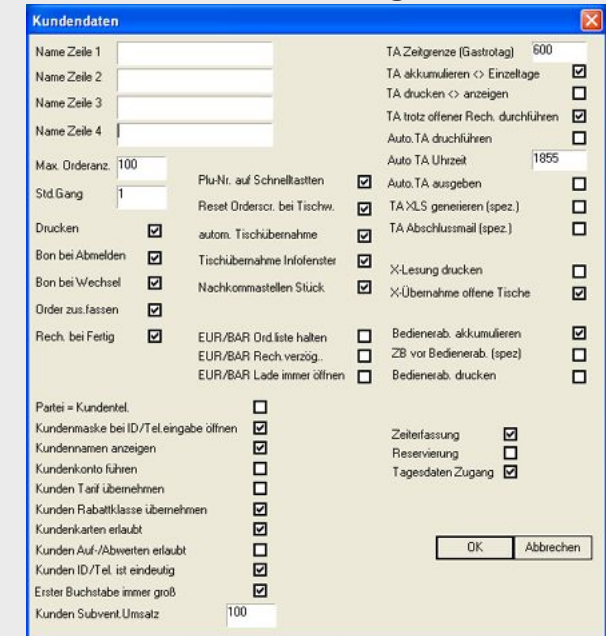 Kundendaten
Name Zeile 1
Name Zeile 2
Name Zeile 3
Name Zeile 4
Max. Orderanz. 100
Std.Gang 1
Drucken
Bon bei Abmelden
Bon bei Wechsel
Order zus.fassen
Rech. bei Fertig
Plu-Nr. auf Schnelltastten
Reset Orderscr. bei Tischw.
autom. Tischübernahme
Tischübernahme Infofenster
Nachkommastellen Stück
EUR/BAR Ord.liste halten
EUR/BAR Rech.verzög..
EUR/BAR Lade immer öffnen
TA Zeitgrenze (Gastrotag) 600
TA akkumulieren <> Einzeltage
TA drucken <> anzeigen
TA trotz offener Rech. durchführen
Auto.TA druchführen
Auto TA Uhrzeit 1855
Auto.TA ausgeben
TA XLS generieren (spez.)
TA Abschlussmail (spez.)
X-Lesung drucken
X-Übernahme offene Tische
Bedienerab. akkumulieren
ZB vor Bedienerab. (spez)
Bedienerab. drucken
Partei = Kundentel.
Kundenmaske bei ID/Tel.eingabe öffnen
Kundennamen anzeigen
Kundenkonto führen
Kunden Tarif übernehmen
Kunden Rabattklasse übernehmen
Kundenkarten erlaubt
Kunden Auf-/Abwerten erlaubt
Kunden ID/Tel. ist eindeutig
Erster Buchstabe immer groß
Kunden Subvent.Umsatz 100
Zeiterfassung
Reservierung
Tagesdaten Zugang
OK
Abbrechen